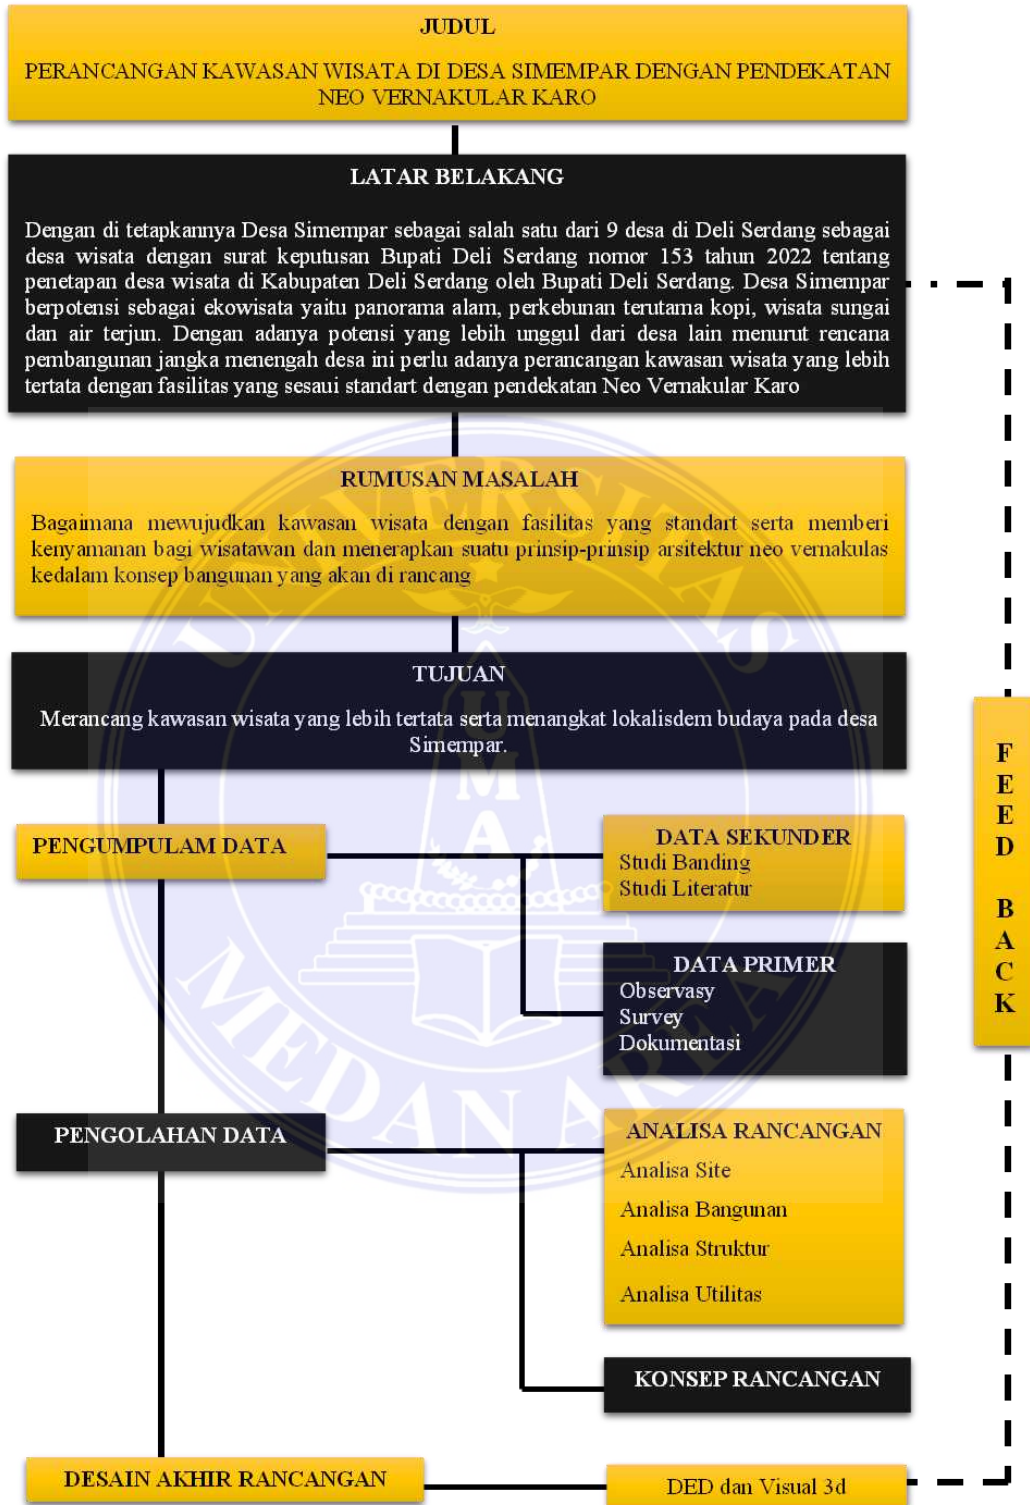 JUDUL
PERANCANGAN KAWASAN WISATA DI DESA SIMEMPAR DENGAN PENDEKATAN
NEO VERNAKULAR KARO
LATAR BELAKANG
Dengan di tetapkannya Desa Simempar sebagai salah satu dari 9 desa di Deli Serdang sebagai
desa wisata dengan surat keputusan Bupati Deli Serdang nomor 153 tahun 2022 tentang
penetapan desa wisata di Kabupaten Deli Serdang oleh Bupati Deli Serdang. Desa Simempar
berpotensi sebagai ekowisata yaitu panorama alam, perkebunan terutama kopi, wisata sungai
dan air terjun. Dengan adanya potensi yang lebih unggul dari desa lain menurut rencana
pembangunan jangka menengah desa ini perlu adanya perancangan kawasan wisata yang lebih
tertata dengan fasilitas yang sesaui standart dengan pendekatan Neo Vernakular Karo
RUMUSAN MASALAH
Bagaimana mewujudkan kawasan wisata dengan fasilitas yang standart serta memberi
kenyamanan bagi wisatawan dan menerapkan suatu prinsip-prinsip arsitektur neo vernakulas
kedalam konsep bangunan yang akan di rancang
TUJUAN
Merancang kawasan wisata yang lebih tertata serta menangkat lokalisdem budaya pada desa
Simempar.
PENGUMPULAM DATA
DATA SEKUNDER
Studi Banding
Studi Literatur
DATA PRIMER
Observasy
Survey
Dokumentasi
PENGOLAHAN DATA
ANALISA RANCANGAN
Analisa Site
Analisa Bangunan
Analisa Struktur
Analisa Utilitas
KONSEP RANCANGAN
DESAIN AKHIR RANCANGAN
DED dan Visual 3d
FEED BACK
UNIVERSITAS
MEDAN AREA
UMA